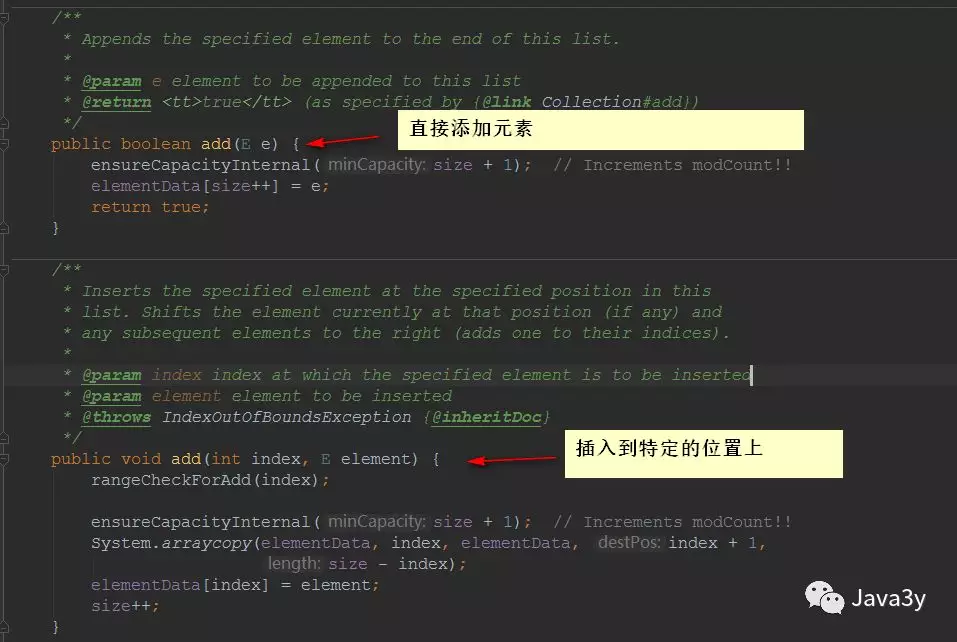 /**
 * Appends the specified element to the end of this list.
 *
 * @param e element to be appended to this list
 * @return <tt>true</tt> (as specified by {@link Collection#add})
 */
直接添加元素
public boolean add(E e) {
    ensureCapacityInternal( minCapacity: size + 1);  // Increments modCount!!
    elementData[size++] = e;
    return true;
}
/**
 * Inserts the specified element at the specified position in this
 * list. Shifts the element currently at that position (if any) and
 * any subsequent elements to the right (adds one to their indices).
 *
 * @param index index at which the specified element is to be inserted
 * @param element element to be inserted
 * @throws IndexOutOfBoundsException {@inheritDoc}
 */
插入到特定的位置上
public void add(int index, E element) {
    rangeCheckForAdd(index);
    ensureCapacityInternal( minCapacity: size + 1);  // Increments modCount!!
    System.arraycopy(elementData, index, elementData, destPos: index + 1,
                     length: size - index);
    elementData[index] = element;
    size++;
}
Java3y